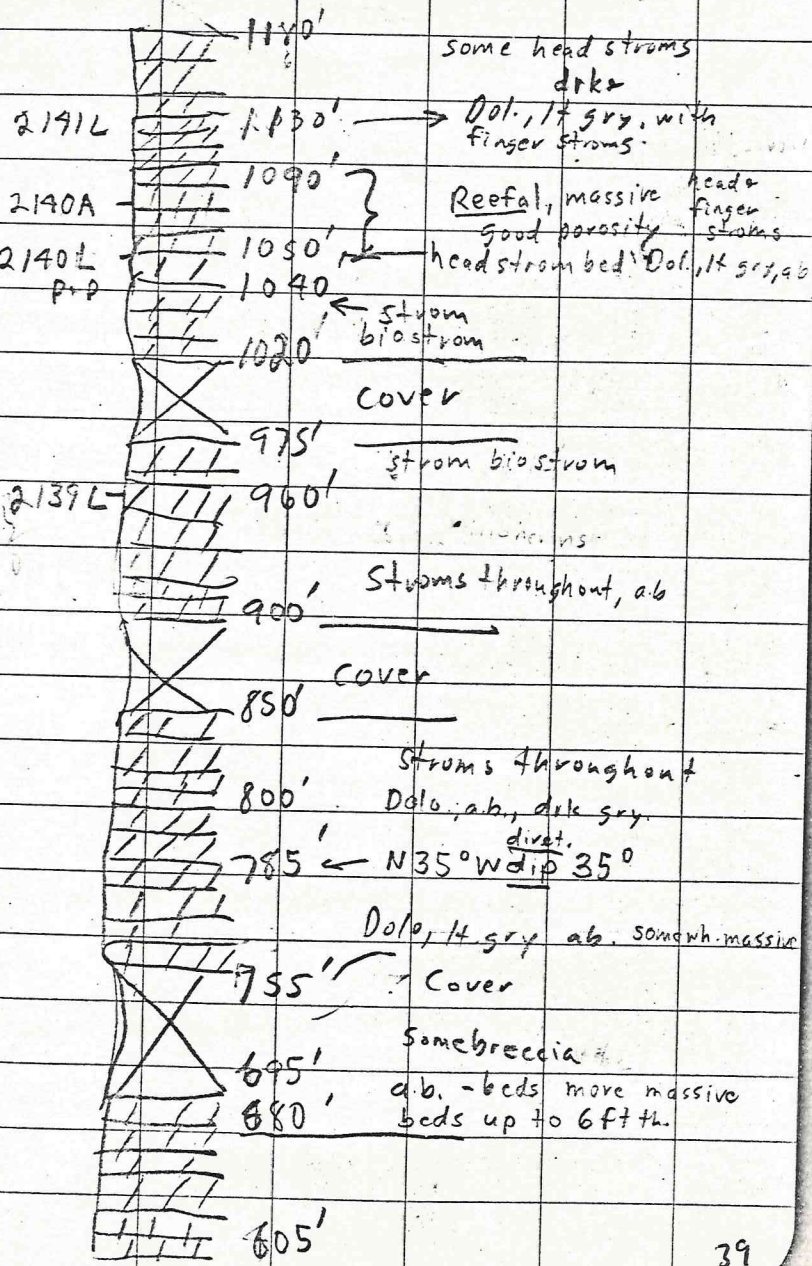 1180'
some head stroms
drkr
2141L 1130' → Dol., lt gry, with
finger stroms.
1090'
2140A Reefal, massive head &
finger
good porosity stroms
2140L 1050' head strom bed Dol., lt gry, ab
P+P 1040'
← strom
biostrom
1020'
Cover
975'
strom biostrom
2139L 960'
Stroms throughout, a.b
900'
Cover
850'
Stroms throughout
800' Dolo., a.b., drk gry.
direct.
785' ← N35°W dip 35°
Dolo, lt gry ab. somewh. massive
755' Cover
Some breccia
695'
a.b. - beds more massive
680' beds up to 6ft th.
605'
39